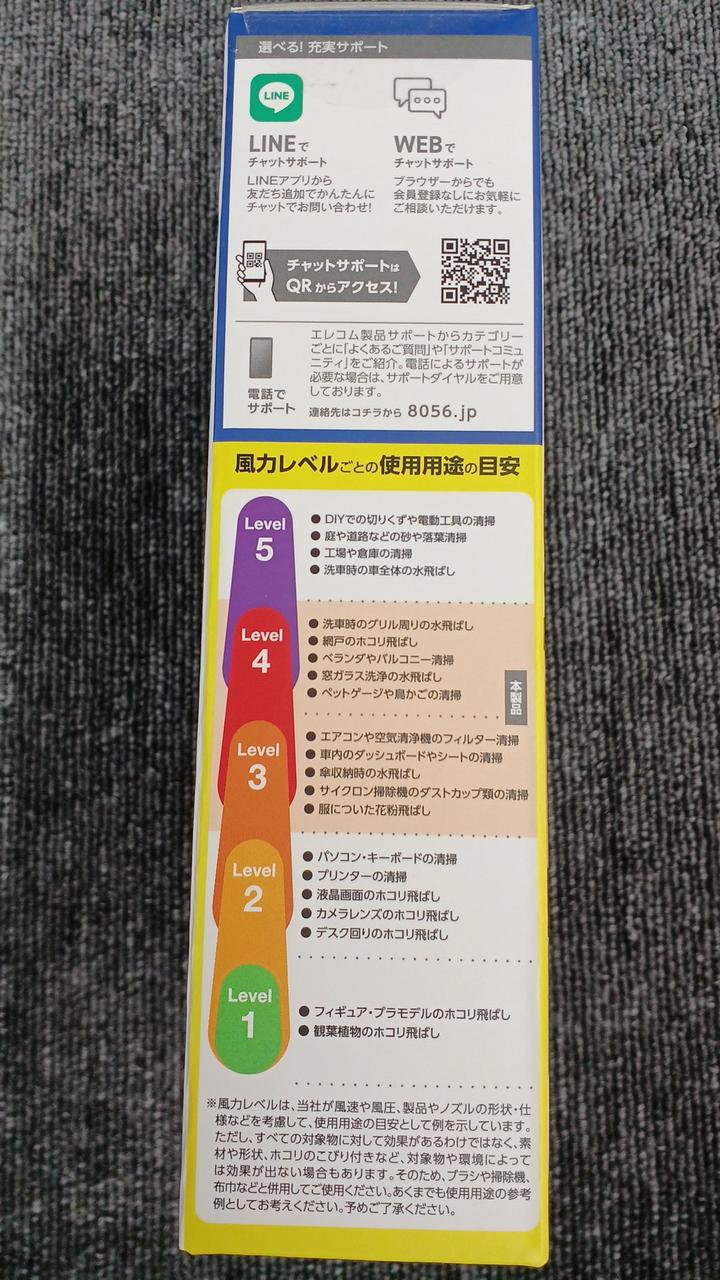 選べる! 充実サポート
LINE
LINEで
チャットサポート
LINEアプリから
友だち追加でかんたんに
チャットでお問い合わせ!
WEBで
チャットサポート
ブラウザーからでも
会員登録なしにお気軽に
ご相談いただけます。
チャットサポートは
QRからアクセス!
電話で
サポート
エレコム製品サポートからカテゴリー
ごとに「よくあるご質問」や「サポートコミュ
ニティ」をご紹介。電話によるサポートが
必要な場合は、サポートダイヤルをご用意
しております。
連絡先はコチラから 8056.jp
風力レベルごとの使用用途の目安
Level
5
●DIYでの切りくずや電動工具の清掃
●庭や道路などの砂や落葉清掃
●工場や倉庫の清掃
●洗車時の車全体の水飛ばし
Level
4
●洗車時のグリル周りの水飛ばし
●網戸のホコリ飛ばし
●ベランダやバルコニー清掃
●窓ガラス洗浄の水飛ばし
●ペットゲージや鳥かごの清掃
本製品
Level
3
●エアコンや空気清浄機のフィルター清掃
●車内のダッシュボードやシートの清掃
●傘収納時の水飛ばし
●サイクロン掃除機のダストカップ類の清掃
●服についた花粉飛ばし
Level
2
●パソコン・キーボードの清掃
●プリンターの清掃
●液晶画面のホコリ飛ばし
●カメラレンズのホコリ飛ばし
●デスク回りのホコリ飛ばし
Level
1
●フィギュア・プラモデルのホコリ飛ばし
●観葉植物のホコリ飛ばし
※風力レベルは、当社が風速や風圧、製品やノズルの形状・仕
様などを考慮して、使用用途の目安として例を示しています。
ただし、すべての対象物に対して効果があるわけではなく、素
材や形状、ホコリのこびり付きなど、対象物や環境によって
は効果が出ない場合もあります。そのため、ブラシや掃除機、
布巾などと併用してご使用ください。あくまでも使用用途の参考
例としてお考えください。予めご了承ください。